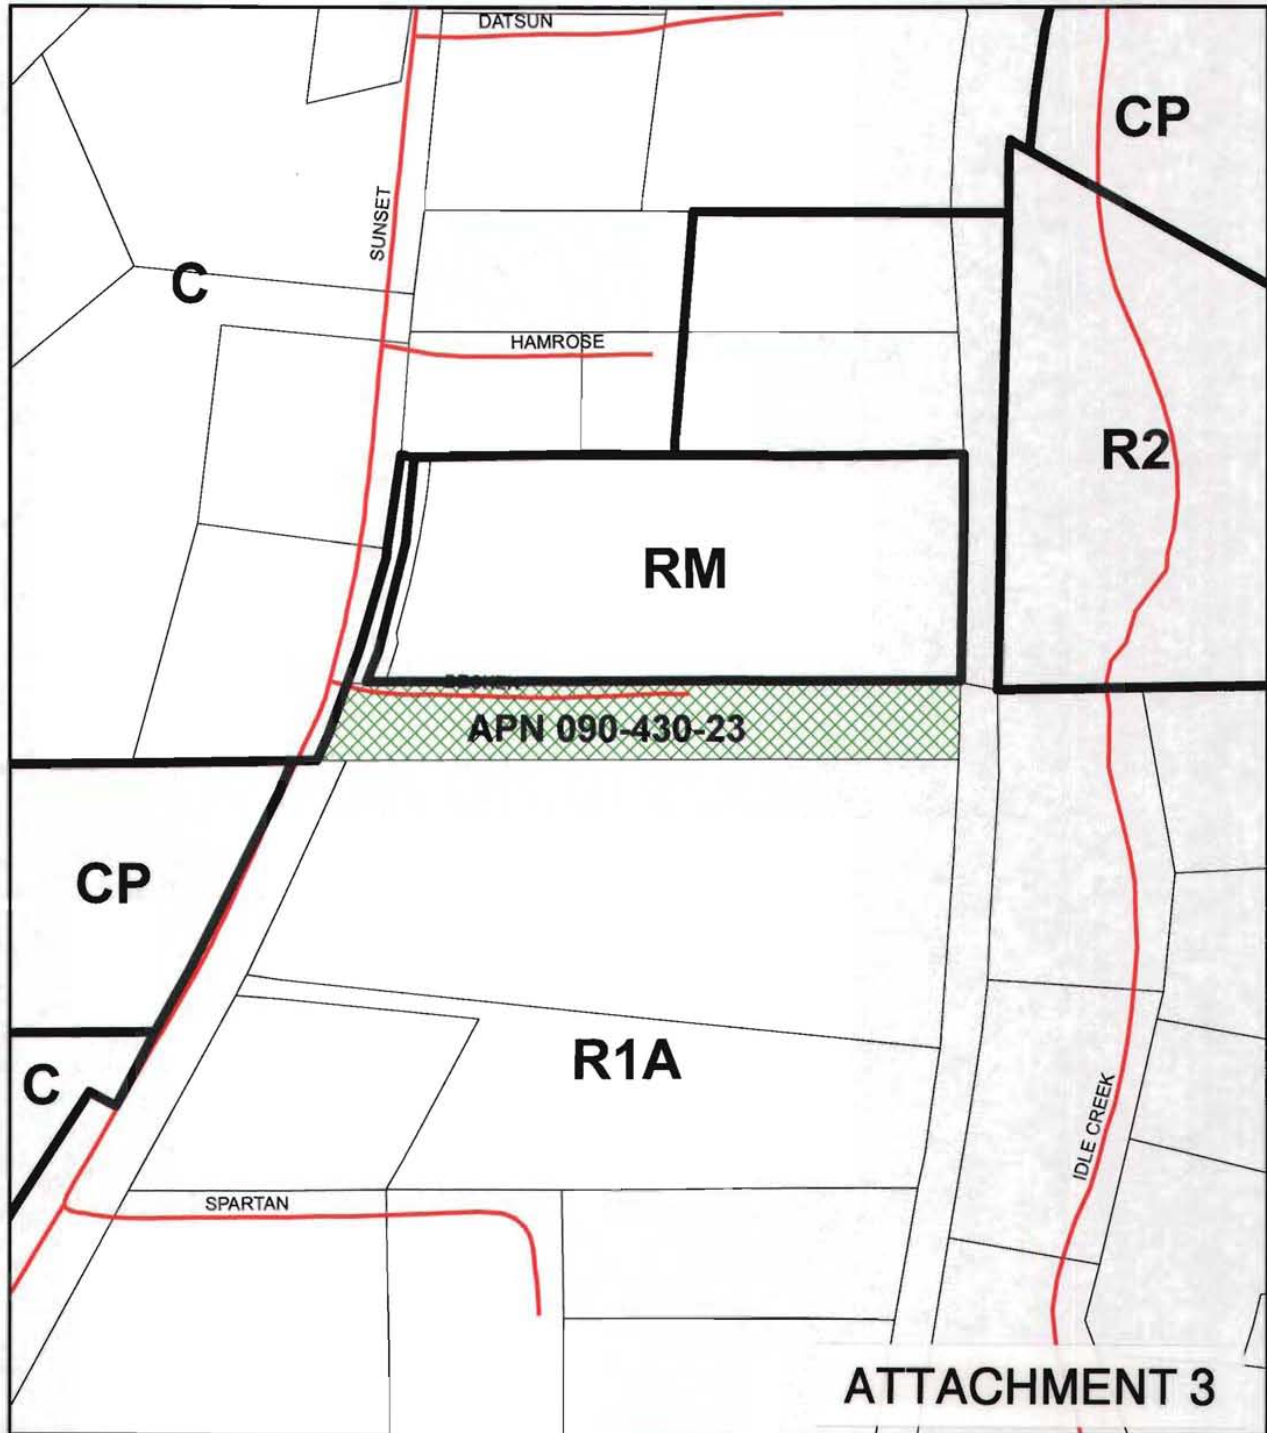 DATSUN
CP
SUNSET
C
HAMROSE
R2
RM
APN 090-430-23
CP
R1A
C
IDLE CREEK
SPARTAN
ATTACHMENT 3